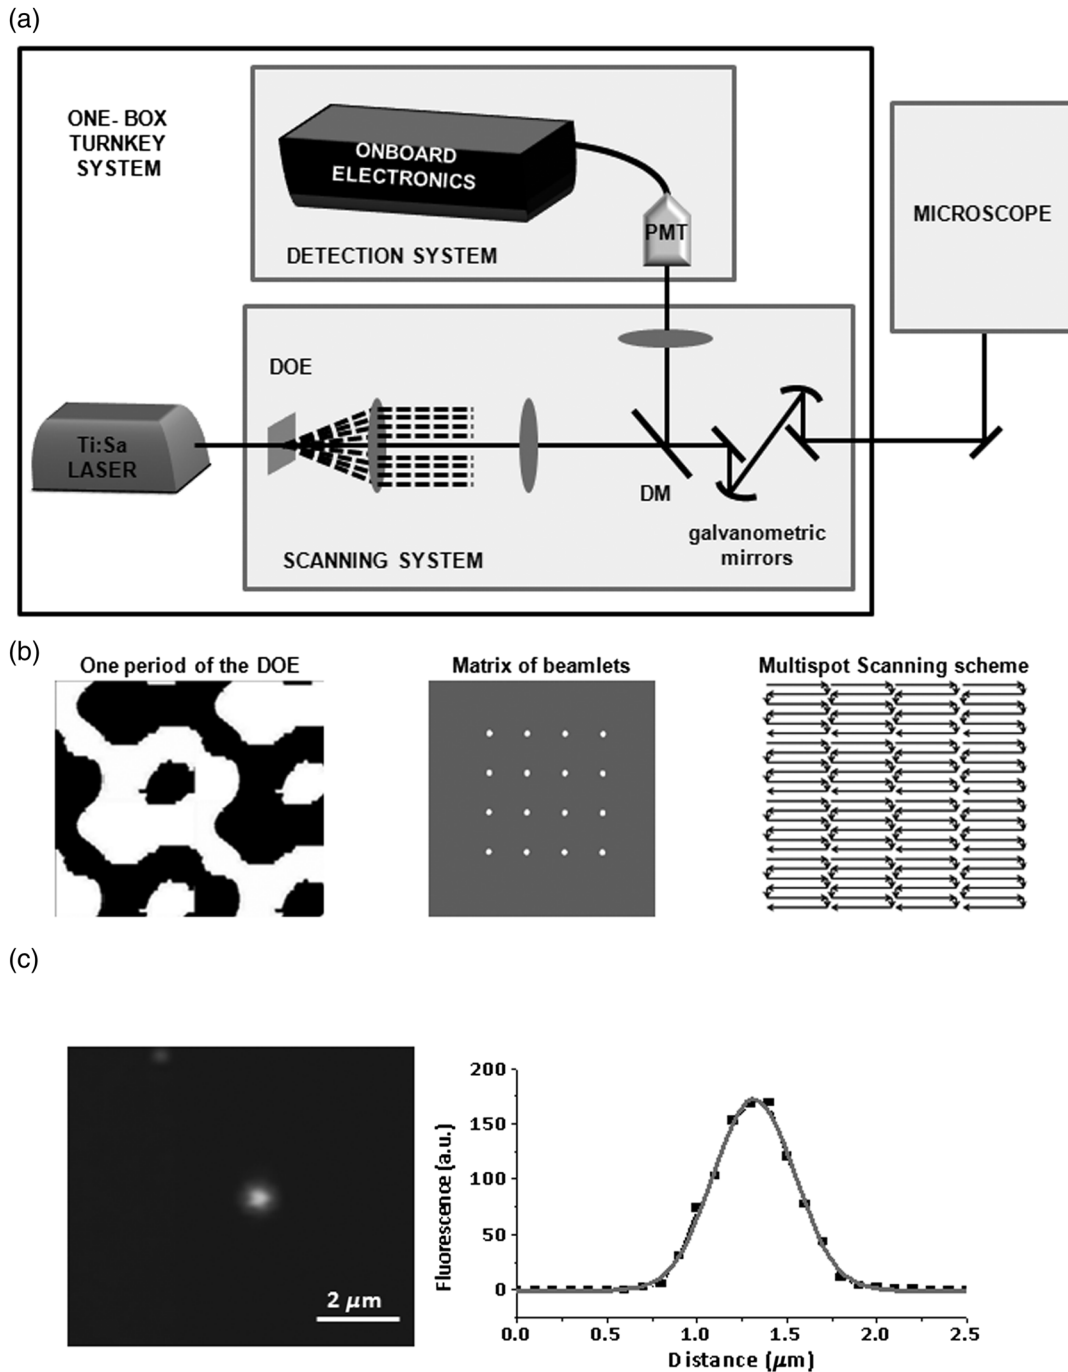 (a)
ONE- BOX
TURNKEY
SYSTEM
ONBOARD
ELECTRONICS
PMT
DETECTION SYSTEM
MICROSCOPE
DOE
Ti:Sa
LASER
DM
galvanometric
mirrors
SCANNING SYSTEM
(b)
One period of the DOE
Matrix of beamlets
Multispot Scanning scheme
(c)
2 μm
Fluorescence (a.u.)
200
150
100
50
0
0.0 0.5 1.0 1.5 2.0 2.5
Distance (μm)